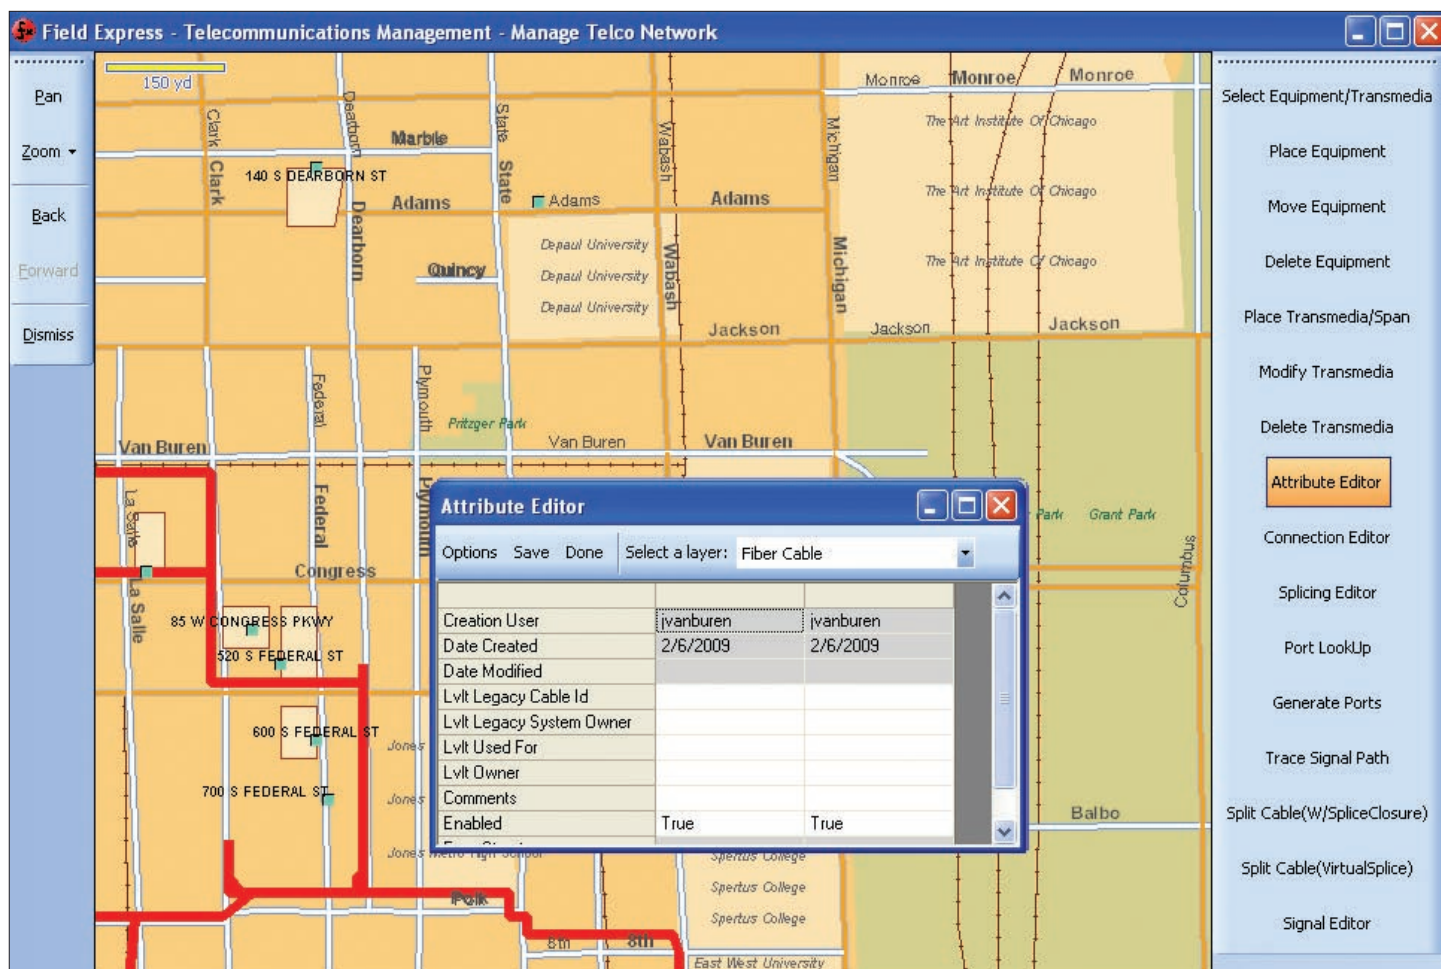 Field Express - Telecommunications Management - Manage Telco Network
Pan
Zoom
Back
Forward
Dismiss
150 yd
Monroe Monroe Monroe
The Art Institute Of Chicago
Clark
Dearborn
State
Wabash
Michigan
Marble
140 S DEARBORN ST
Clark
State
The Art Institute Of Chicago
Adams
Adams
Adams
Dearborn
Depaul University
Wabash
Michigan
Quincy
Depaul University
The Art Institute Of Chicago
Depaul University
Jackson
Jackson
Jackson
Federal
Plymouth
Pritzger Park
Van Buren
Van Buren
Van Buren
La Salle
Federal
Plymouth
Park
Grant Park
Columbus
Congress
La Salle
85 W CONGRESS PKWY
520 S FEDERAL ST
600 S FEDERAL ST
Jones
700 S FEDERAL ST
Jones
Balbo
Jones Metro High School
Spertus College
Spertus College
Polk
Spertus College
8th
8th
East West University
Attribute Editor
Options Save Done Select a layer: Fiber Cable
Creation User jvanburen jvanburen
Date Created 2/6/2009 2/6/2009
Date Modified
Lvlt Legacy Cable Id
Lvlt Legacy System Owner
Lvlt Used For
Lvlt Owner
Comments
Enabled True True
Select Equipment/Transmedia
Place Equipment
Move Equipment
Delete Equipment
Place Transmedia/Span
Modify Transmedia
Delete Transmedia
Attribute Editor
Connection Editor
Splicing Editor
Port LookUp
Generate Ports
Trace Signal Path
Split Cable(W/SpliceClosure)
Split Cable(VirtualSplice)
Signal Editor